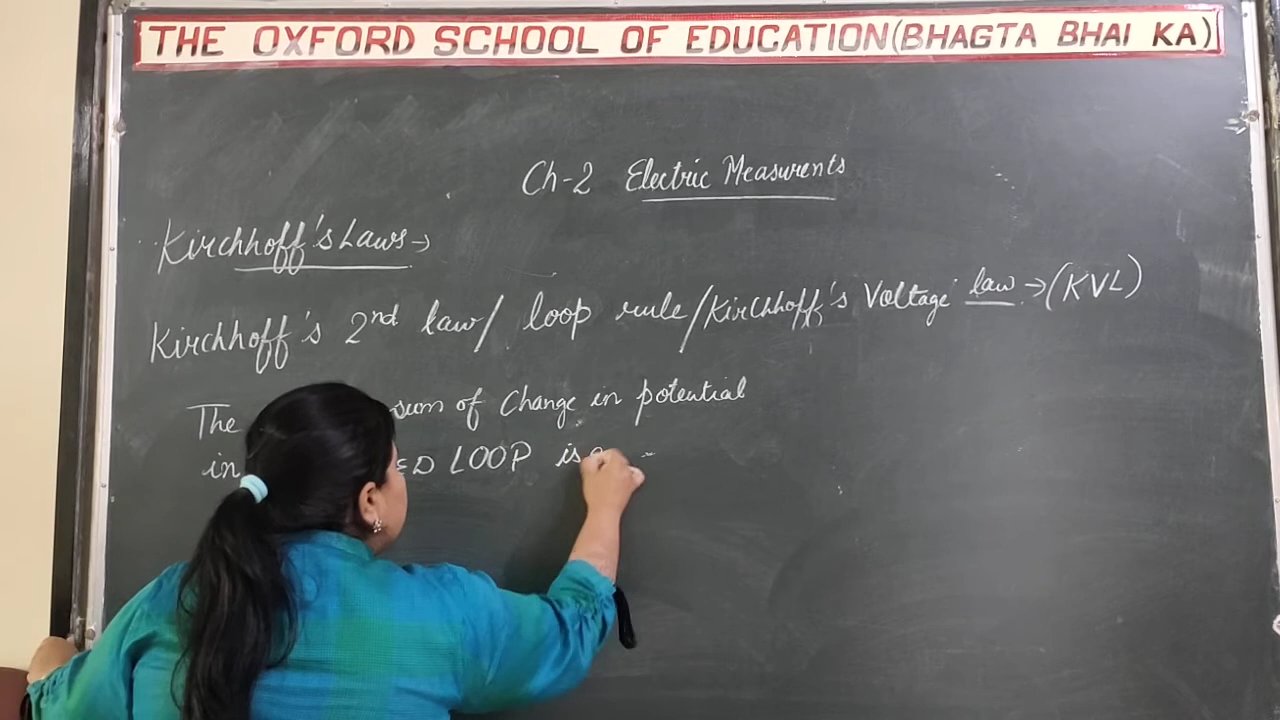 THE OXFORD SCHOOL OF EDUCATION(BHAGTA BHAI KA)
Ch-2 Electric Measurents
Kirchhoff's Laws→
Kirchhoff's 2nd law/ loop rule/Kirchhoff's Voltage law→(KVL)
The sum of Change in potential
in LOOP is